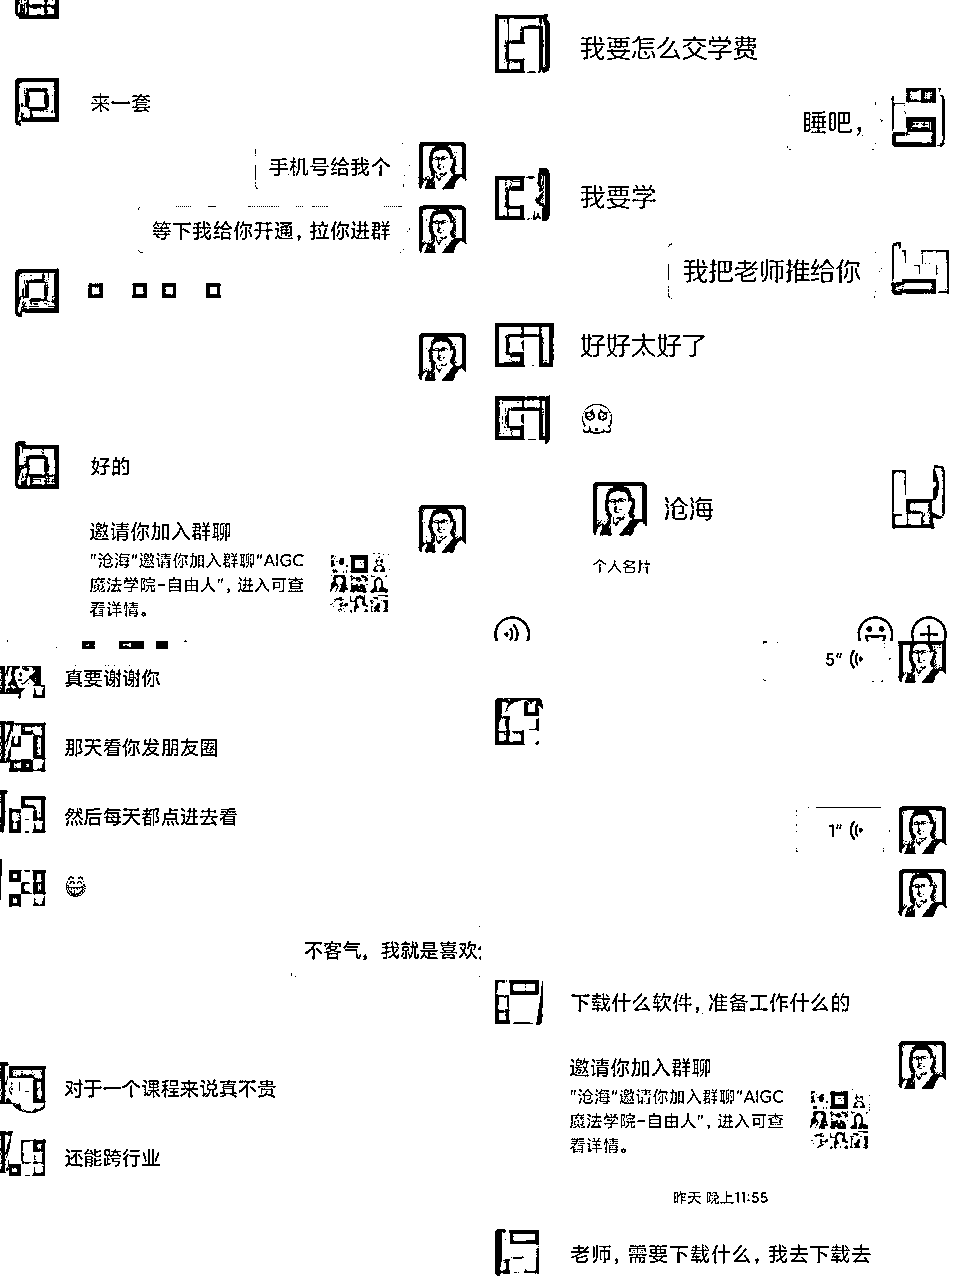 来一套
手机号给我个
等下我给你开通，拉你进群
好的
邀请你加入群聊
"沧海"邀请你加入群聊"AIGC
魔法学院-自由人"，进入可查
看详情。
我要怎么交学费
睡吧，
我要学
我把老师推给你
好好太好了
沧海
个人名片
真要谢谢你
那天看你发朋友圈
然后每天都点进去看
不客气，我就是喜欢
对于一个课程来说真不贵
还能跨行业
5"
1"
下载什么软件，准备工作什么的
邀请你加入群聊
"沧海"邀请你加入群聊"AIGC
魔法学院-自由人"，进入可查
看详情。
昨天 晚上11:55
老师，需要下载什么，我去下载去